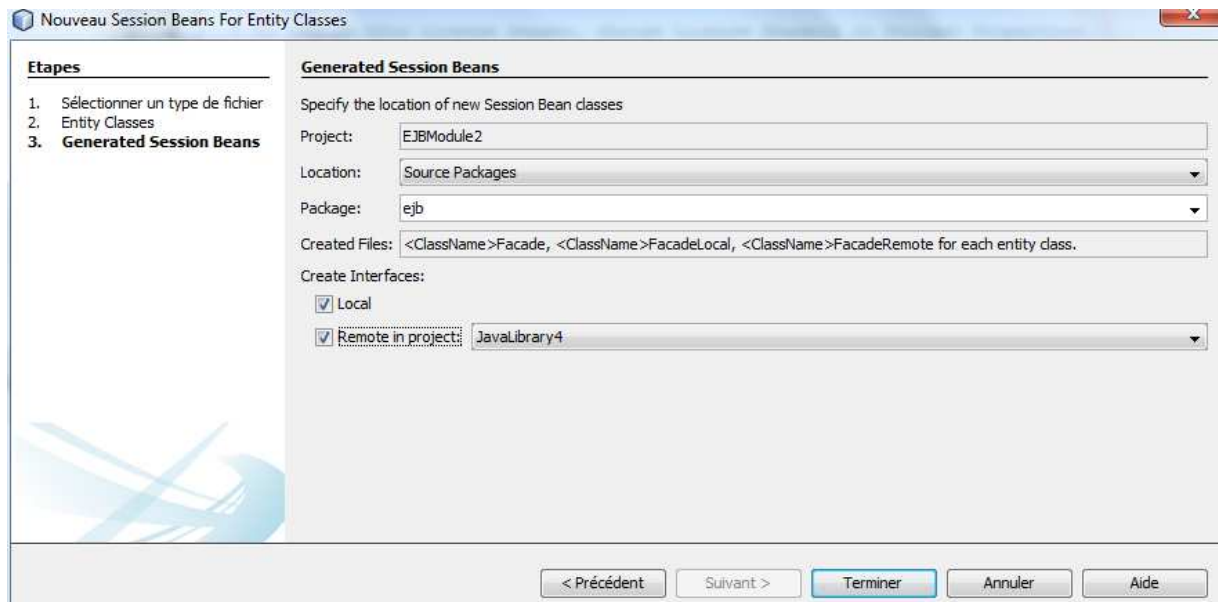 Nouveau Session Beans For Entity Classes
Etapes
1. Sélectionner un type de fichier
2. Entity Classes
3. Generated Session Beans
Generated Session Beans
Specify the location of new Session Bean classes
Project: EJBModule2
Location: Source Packages
Package: ejb
Created Files: <ClassName>Facade, <ClassName>FacadeLocal, <ClassName>FacadeRemote for each entity class.
Create Interfaces:
Local
Remote in project: JavaLibrary4
< Précédent Suivant > Terminer Annuler Aide